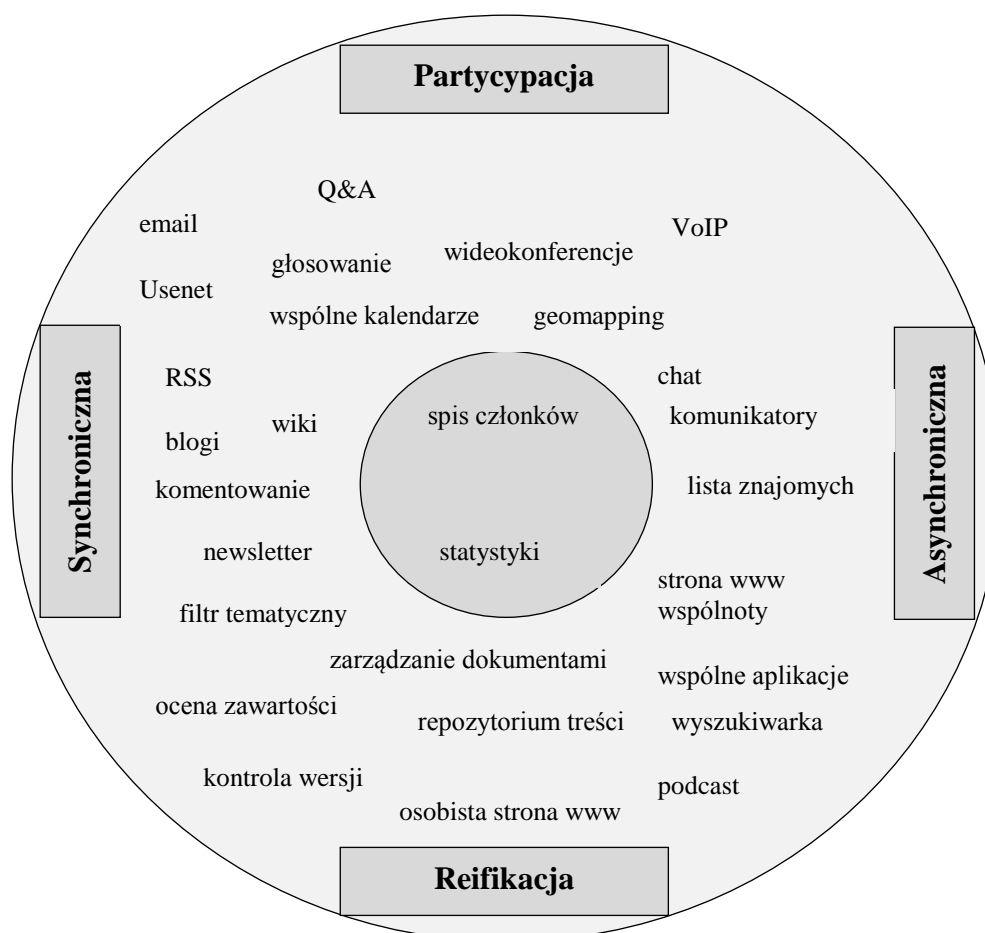 Partycypacja
Q&A
email
VoIP
wideokonferencje
głosowanie
Usenet
wspólne kalendarze
geomapping
Synchroniczna
Asynchroniczna
RSS
chat
spis członków
komunikatory
wiki
blogi
komentowanie
lista znajomych
newsletter
statystyki
strona www
wspólnoty
filtr tematyczny
zarządzanie dokumentami
wspólne aplikacje
ocena zawartości
repozytorium treści
wyszukiwarka
kontrola wersji
podcast
osobista strona www
Reifikacja